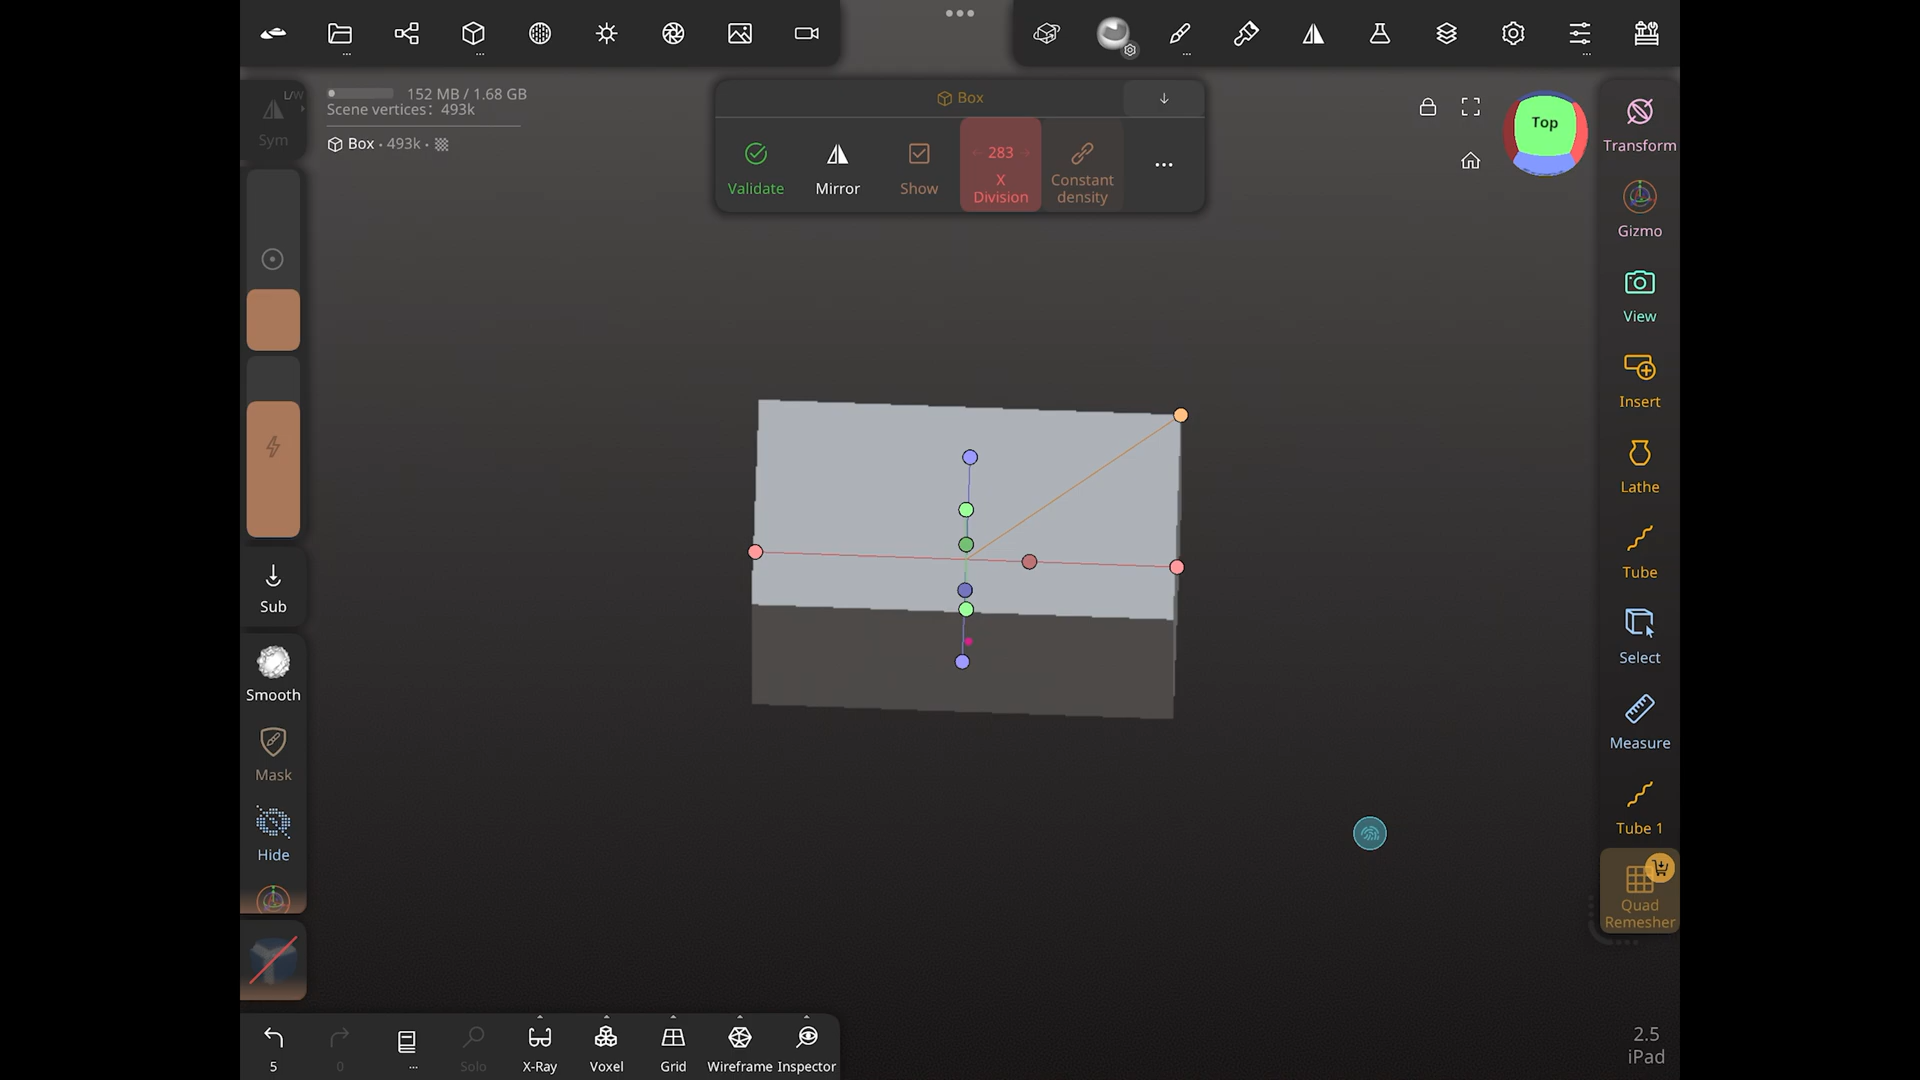 152 MB / 1.68 GB
Scene vertices: 493k
Box • 493k •
L/W
Sym
Box
Validate
Mirror
Show
283
X
Division
Constant
density
...
Top
Transform
Gizmo
View
Insert
Lathe
Tube
Select
Measure
Tube 1
Quad
Remesher
Sub
Smooth
Mask
Hide
5
0
...
Solo
X-Ray
Voxel
Grid
Wireframe
Inspector
2.5
iPad